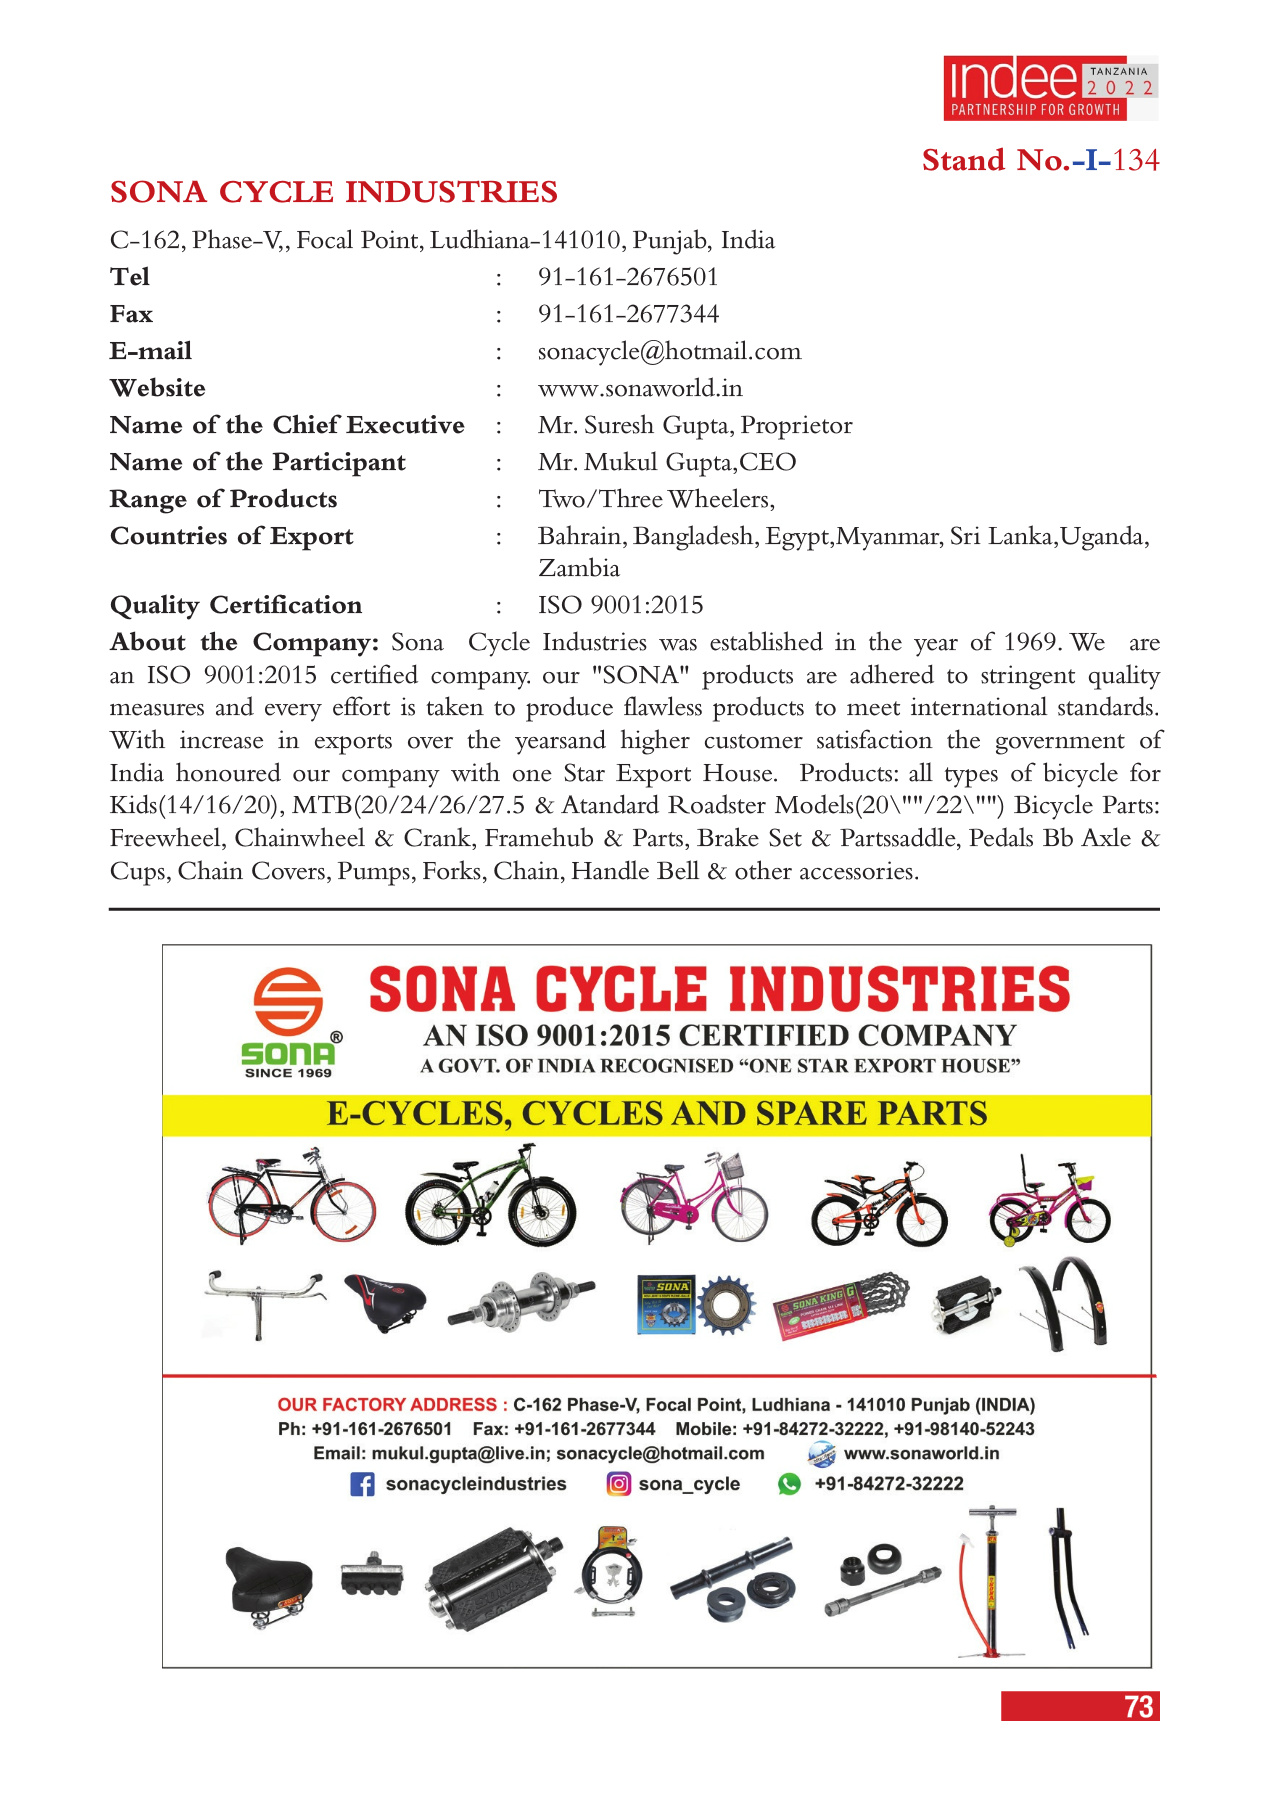 Indee TANZANIA
2022
PARTNERSHIP FOR GROWTH
Stand No.-I-134
SONA CYCLE INDUSTRIES
C-162, Phase-V,, Focal Point, Ludhiana-141010, Punjab, India
Tel : 91-161-2676501
Fax : 91-161-2677344
E-mail : sonacycle@hotmail.com
Website : www.sonaworld.in
Name of the Chief Executive : Mr. Suresh Gupta, Proprietor
Name of the Participant : Mr. Mukul Gupta,CEO
Range of Products : Two/Three Wheelers,
Countries of Export : Bahrain, Bangladesh, Egypt,Myanmar, Sri Lanka,Uganda,
Zambia
Quality Certification : ISO 9001:2015
About the Company: Sona Cycle Industries was established in the year of 1969. We are
an ISO 9001:2015 certified company. our "SONA" products are adhered to stringent quality
measures and every effort is taken to produce flawless products to meet international standards.
With increase in exports over the yearsand higher customer satisfaction the government of
India honoured our company with one Star Export House. Products: all types of bicycle for
Kids(14/16/20), MTB(20/24/26/27.5 & Atandard Roadster Models(20\""/22\"") Bicycle Parts:
Freewheel, Chainwheel & Crank, Framehub & Parts, Brake Set & Partssaddle, Pedals Bb Axle &
Cups, Chain Covers, Pumps, Forks, Chain, Handle Bell & other accessories.
SONA CYCLE INDUSTRIES
AN ISO 9001:2015 CERTIFIED COMPANY
A GOVT. OF INDIA RECOGNISED “ONE STAR EXPORT HOUSE”
SONA ®
SINCE 1969
E-CYCLES, CYCLES AND SPARE PARTS
SONA
SONA KING G
OUR FACTORY ADDRESS : C-162 Phase-V, Focal Point, Ludhiana - 141010 Punjab (INDIA)
Ph: +91-161-2676501 Fax: +91-161-2677344 Mobile: +91-84272-32222, +91-98140-52243
Email: mukul.gupta@live.in; sonacycle@hotmail.com www.sonaworld.in
sonacycleindustries sona_cycle +91-84272-32222
73